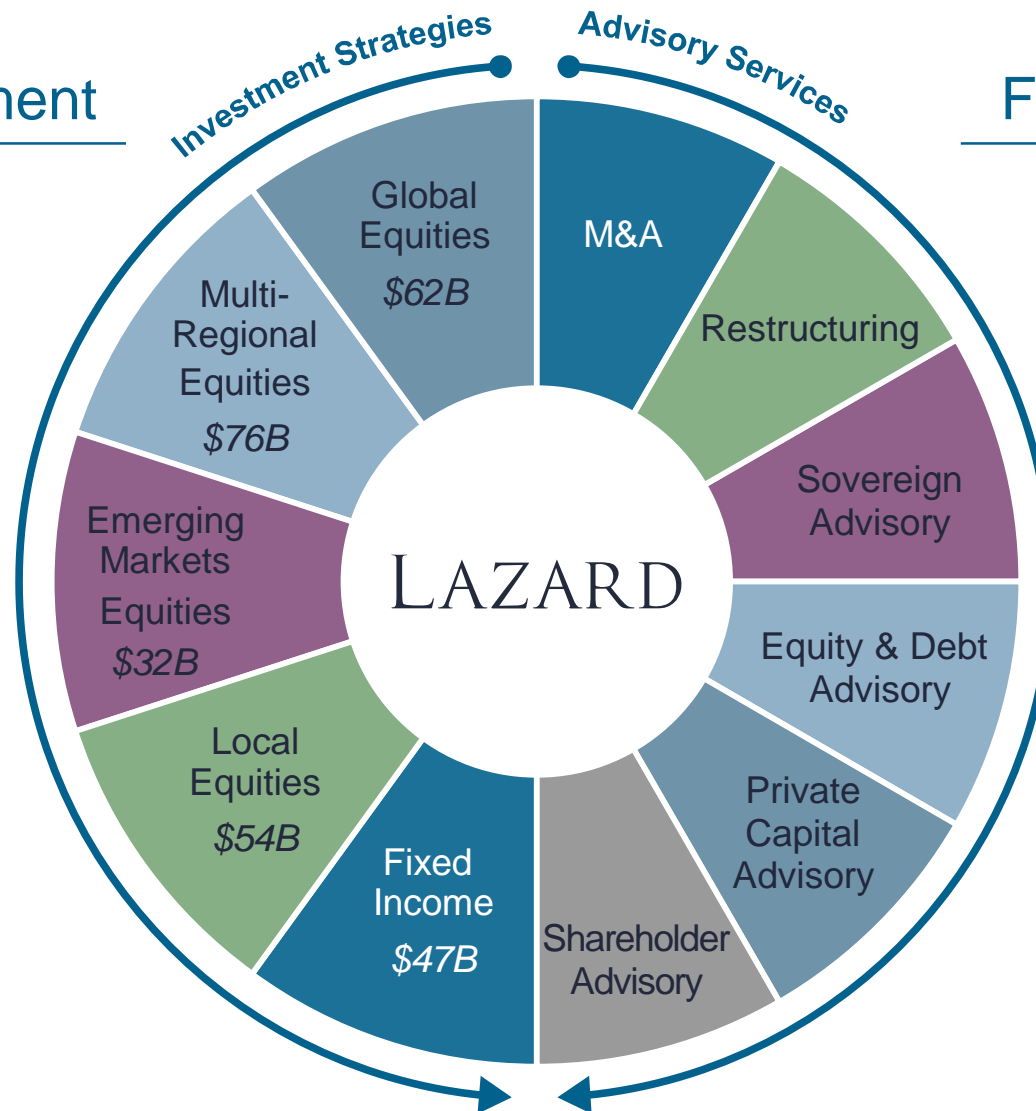 Investment Strategies
Advisory Services
ment
F
Global
Equities
$62B
M&A
Multi-
Regional
Equities
$76B
Restructuring
Emerging
Markets
Equities
$32B
Sovereign
Advisory
LAZARD
Local
Equities
$54B
Equity & Debt
Advisory
Fixed
Income
$47B
Private
Capital
Advisory
Shareholder
Advisory